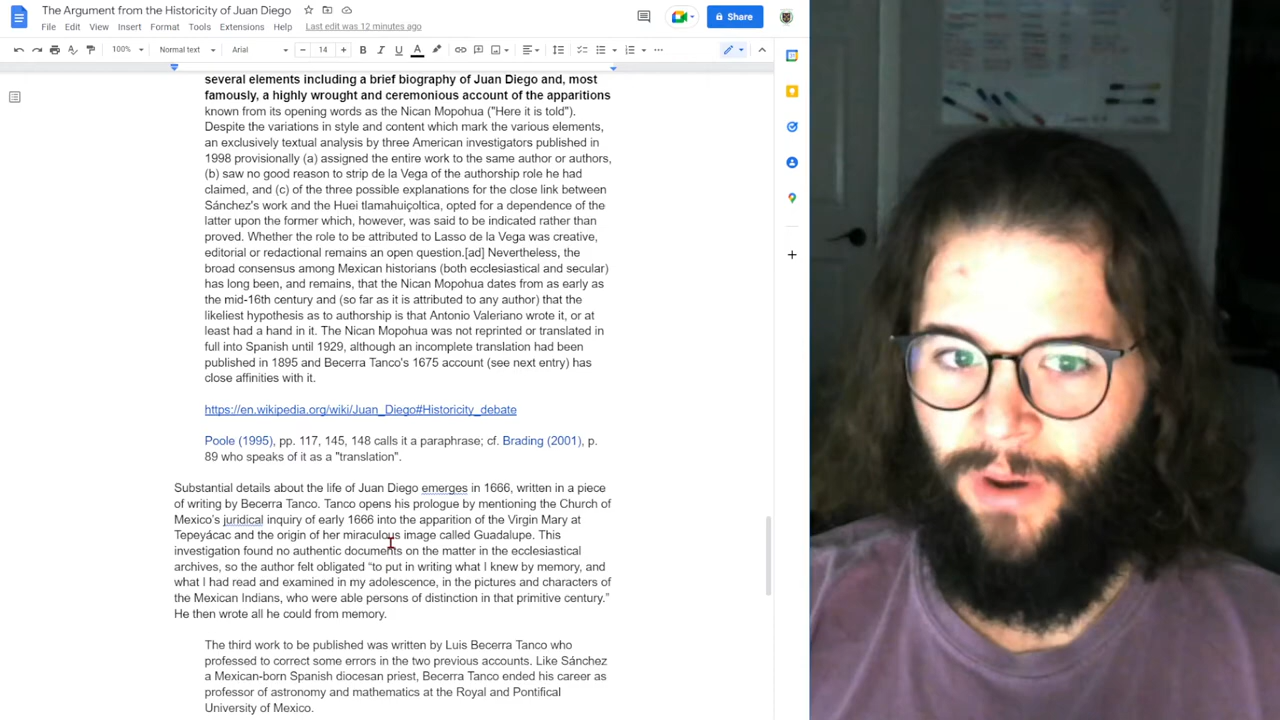 The Argument from the Historicity of Juan Diego
File Edit View Insert Format Tools Extensions Help Last edit was 12 minutes ago
Share
100% Normal text Arial 14 B I U A
several elements including a brief biography of Juan Diego and, most
famously, a highly wrought and ceremonious account of the apparitions
known from its opening words as the Nican Mopohua ("Here it is told").
Despite the variations in style and content which mark the various elements,
an exclusively textual analysis by three American investigators published in
1998 provisionally (a) assigned the entire work to the same author or authors,
(b) saw no good reason to strip de la Vega of the authorship role he had
claimed, and (c) of the three possible explanations for the close link between
Sánchez's work and the Huei tlamahuiçoltica, opted for a dependence of the
latter upon the former which, however, was said to be indicated rather than
proved. Whether the role to be attributed to Lasso de la Vega was creative,
editorial or redactional remains an open question.[ad] Nevertheless, the
broad consensus among Mexican historians (both ecclesiastical and secular)
has long been, and remains, that the Nican Mopohua dates from as early as
the mid-16th century and (so far as it is attributed to any author) that the
likeliest hypothesis as to authorship is that Antonio Valeriano wrote it, or at
least had a hand in it. The Nican Mopohua was not reprinted or translated in
full into Spanish until 1929, although an incomplete translation had been
published in 1895 and Becerra Tanco's 1675 account (see next entry) has
close affinities with it.
https://en.wikipedia.org/wiki/Juan_Diego#Historicity_debate
Poole (1995), pp. 117, 145, 148 calls it a paraphrase; cf. Brading (2001), p.
89 who speaks of it as a "translation".
Substantial details about the life of Juan Diego emerges in 1666, written in a piece
of writing by Becerra Tanco. Tanco opens his prologue by mentioning the Church of
Mexico's juridical inquiry of early 1666 into the apparition of the Virgin Mary at
Tepeyácac and the origin of her miraculous image called Guadalupe. This
investigation found no authentic documents on the matter in the ecclesiastical
archives, so the author felt obligated “to put in writing what I knew by memory, and
what I had read and examined in my adolescence, in the pictures and characters of
the Mexican Indians, who were able persons of distinction in that primitive century.”
He then wrote all he could from memory.
The third work to be published was written by Luis Becerra Tanco who
professed to correct some errors in the two previous accounts. Like Sánchez
a Mexican-born Spanish diocesan priest, Becerra Tanco ended his career as
professor of astronomy and mathematics at the Royal and Pontifical
University of Mexico.